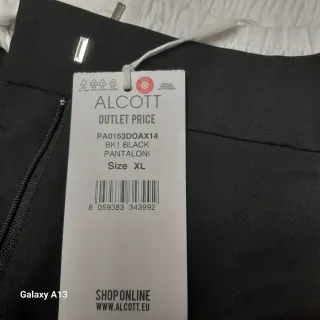 ALCOTT
OUTLET PRICE
PA0163DOAX14
BK1 BLACK
PANTALONI
Size XL
8 059383 343992
SHOP ONLINE
WWW.ALCOTT.EU
Galaxy A13